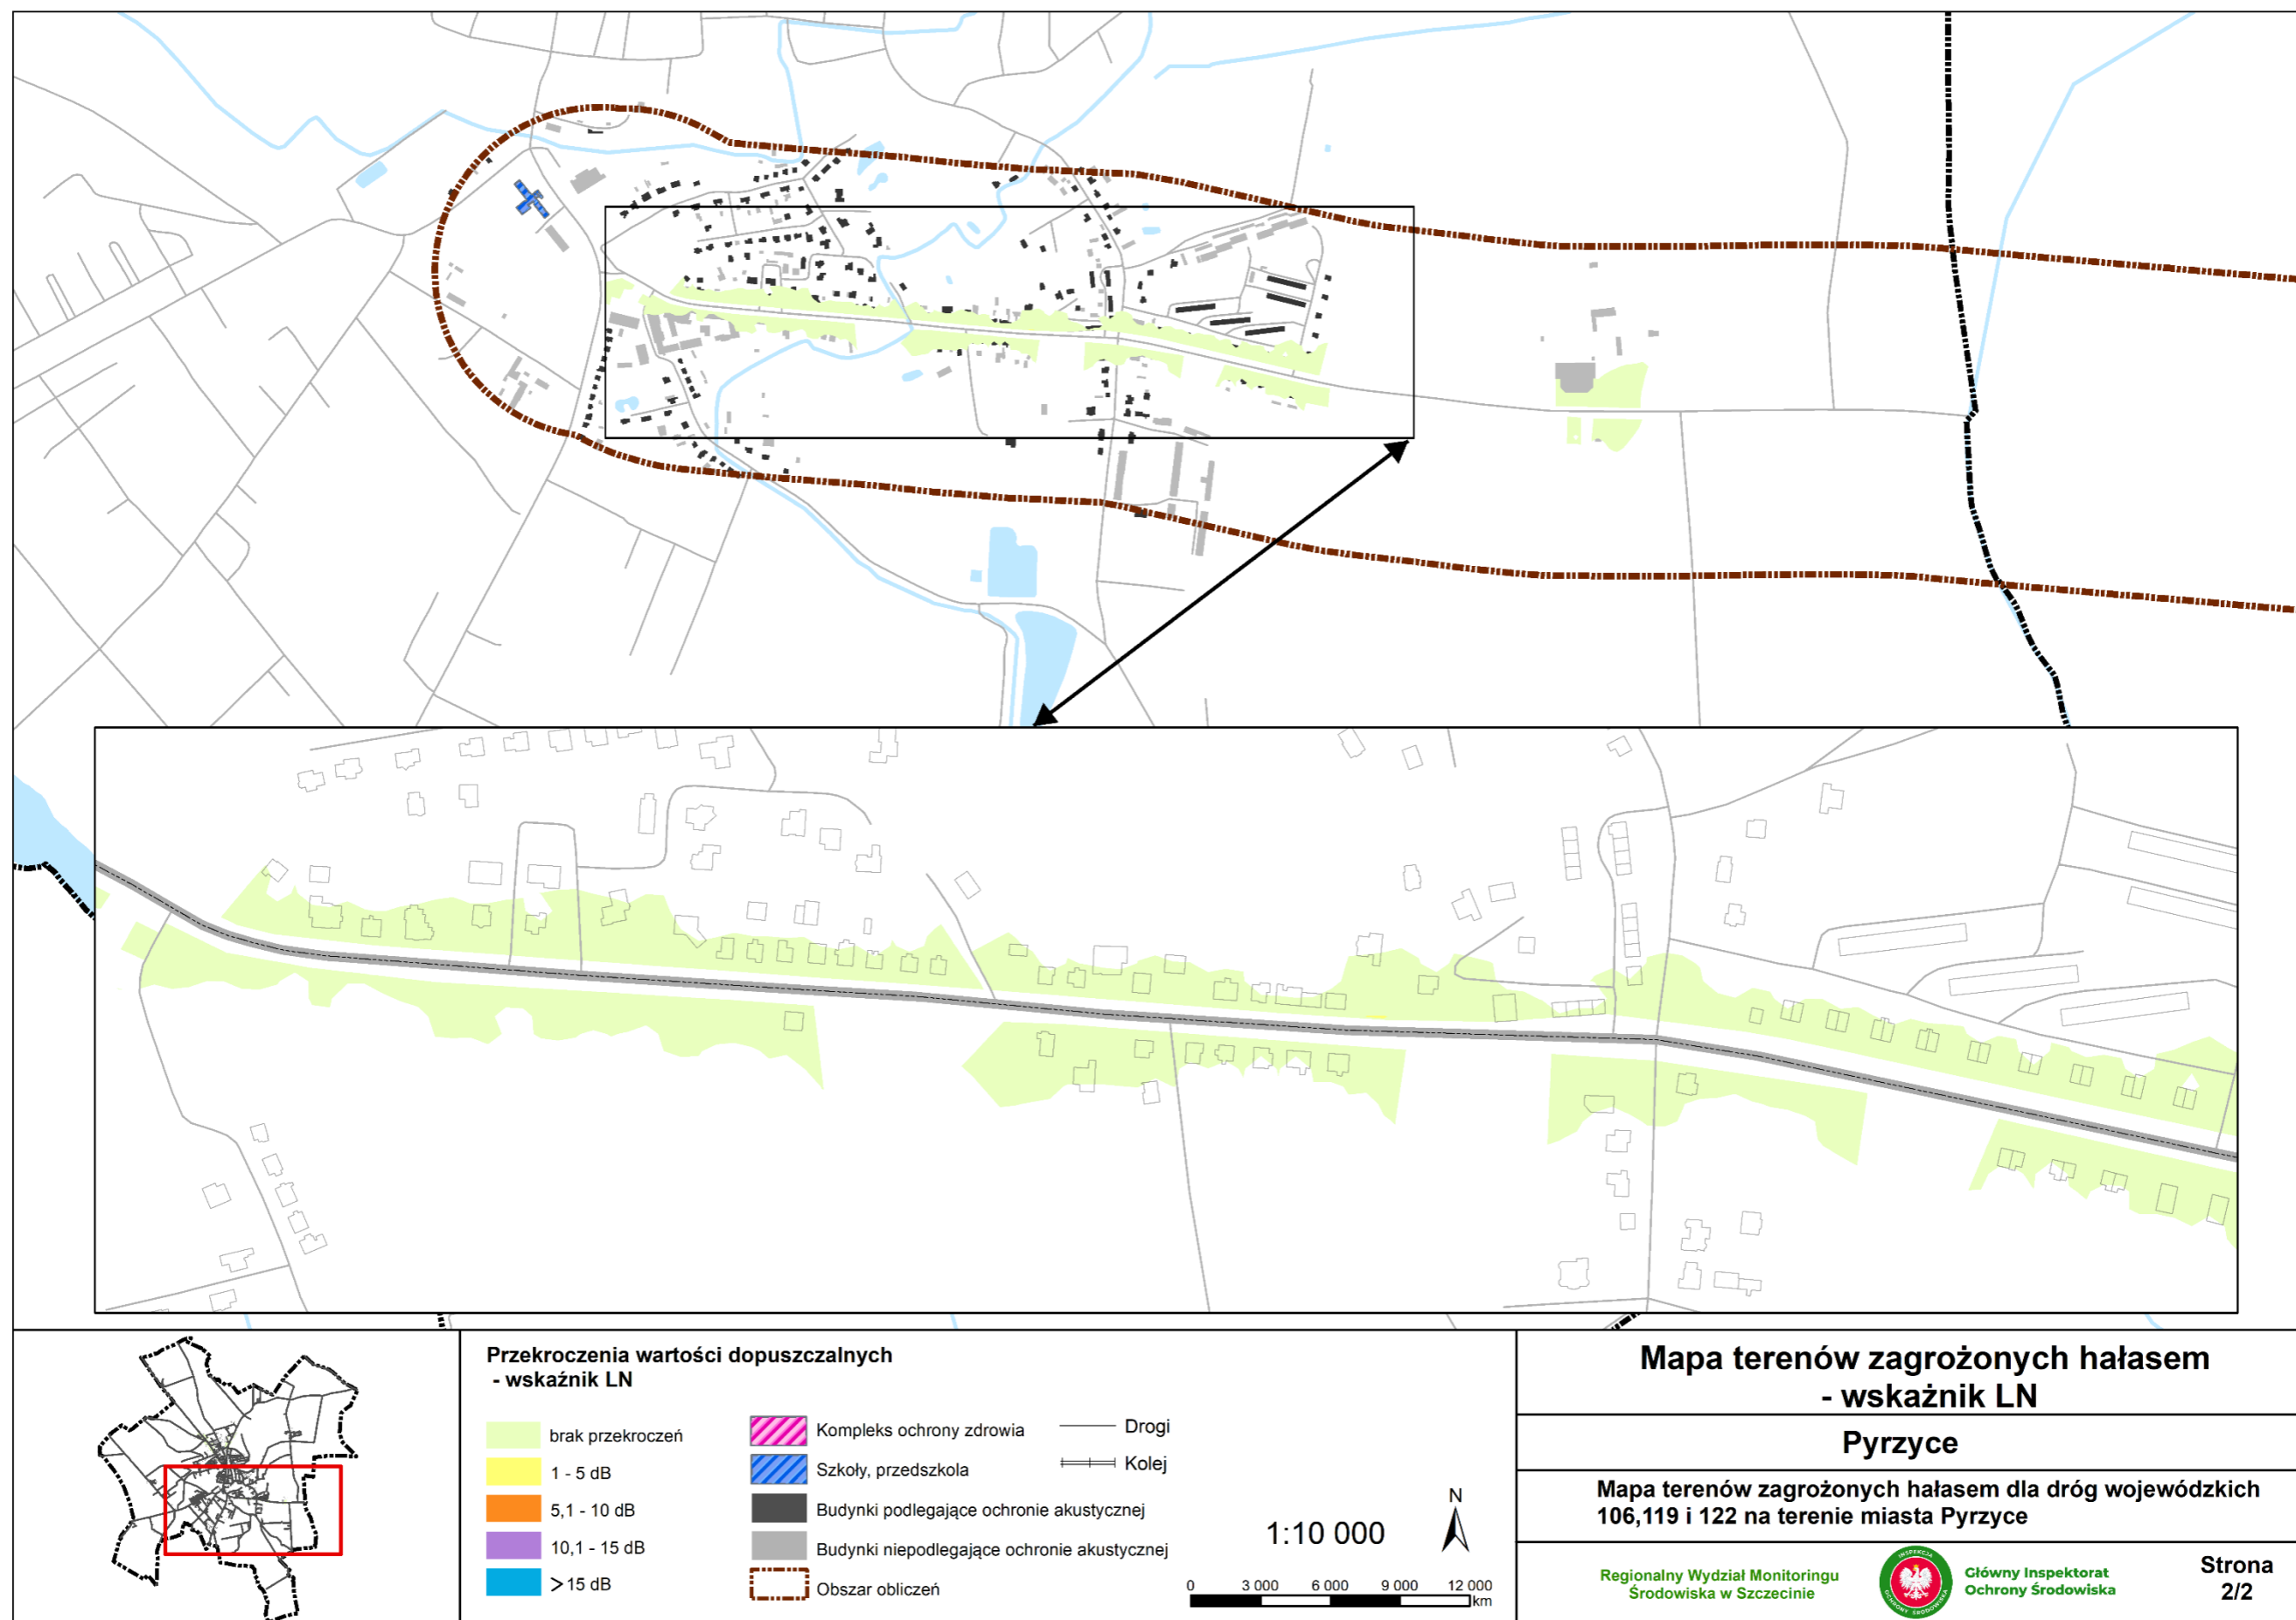 Przekroczenia wartości dopuszczalnych
- wskaźnik LN
brak przekroczeń
1 - 5 dB
5,1 - 10 dB
10,1 - 15 dB
> 15 dB
Kompleks ochrony zdrowia
Szkoły, przedszkola
Budynki podlegające ochronie akustycznej
Budynki niepodlegające ochronie akustycznej
Obszar obliczeń
Drogi
Kolej
1:10 000
N
0 3 000 6 000 9 000 12 000
km
Mapa terenów zagrożonych hałasem
- wskażnik LN
Pyrzyce
Mapa terenów zagrożonych hałasem dla dróg wojewódzkich
106,119 i 122 na terenie miasta Pyrzyce
Regionalny Wydział Monitoringu
Środowiska w Szczecinie
INSPEKCJA
OCHRONY ŚRODOWISKA
Główny Inspektorat
Ochrony Środowiska
Strona
2/2